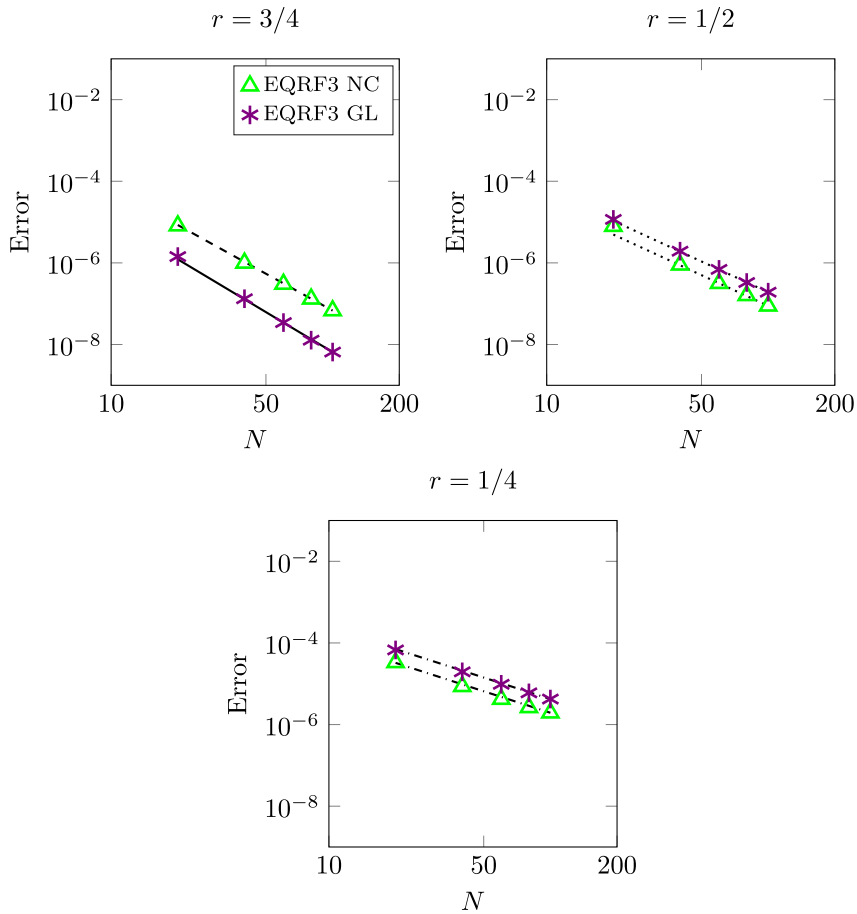 r = 3/4
Error
10^{-2}
10^{-4}
10^{-6}
10^{-8}
EQRF3 NC
EQRF3 GL
10 50 200
N
r = 1/2
Error
10^{-2}
10^{-4}
10^{-6}
10^{-8}
10 50 200
N
r = 1/4
Error
10^{-2}
10^{-4}
10^{-6}
10^{-8}
10 50 200
N